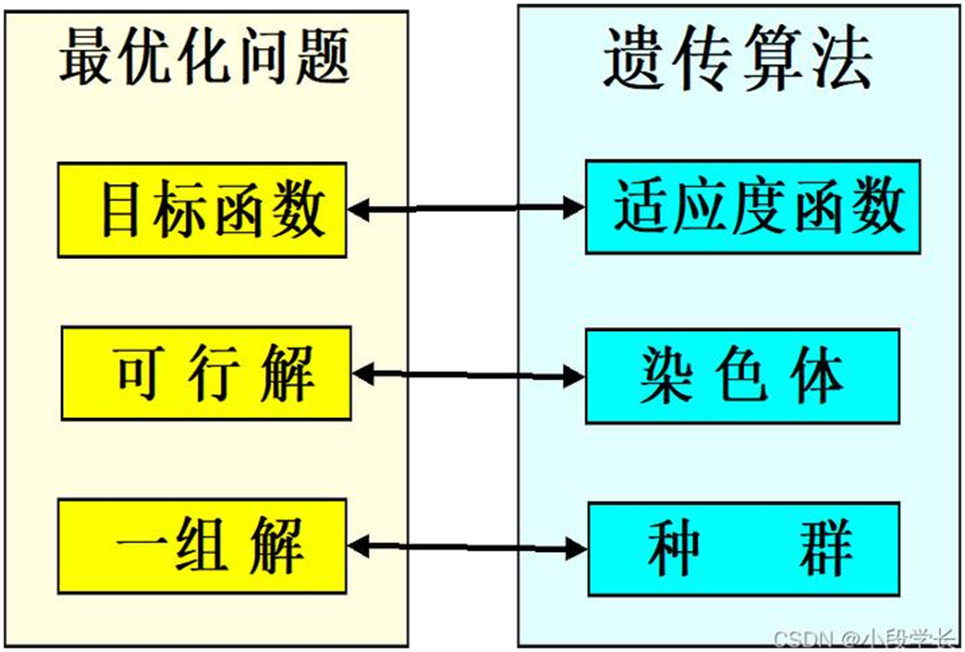 最优化问题
遗传算法
目标函数
适应度函数
可行解
染色体
一组解
种群
CSDN @小段学长